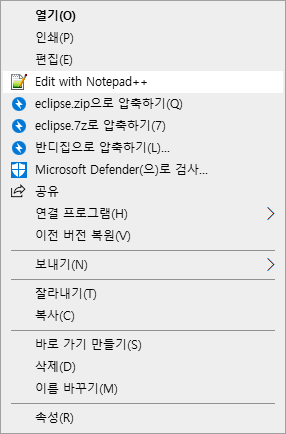 열기(O)
인쇄(P)
편집(E)
Edit with Notepad++
eclipse.zip으로 압축하기(Q)
eclipse.7z로 압축하기(7)
반디집으로 압축하기(L)...
Microsoft Defender(으)로 검사...
공유
연결 프로그램(H)
이전 버전 복원(V)
보내기(N)
잘라내기(T)
복사(C)
바로 가기 만들기(S)
삭제(D)
이름 바꾸기(M)
속성(R)